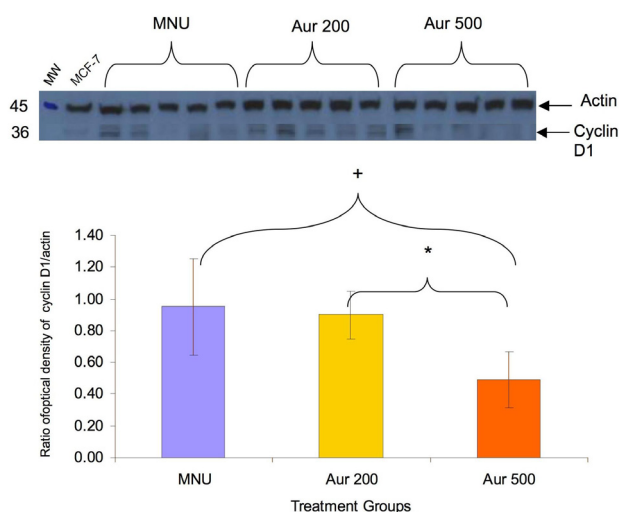 MNU Aur 200 Aur 500
MW MCF-7
45 Actin
36 Cyclin D1
+
*
Ratio ofoptical density of cyclin D1/actin
1.40
1.20
1.00
0.80
0.60
0.40
0.20
0.00
MNU Aur 200 Aur 500
Treatment Groups